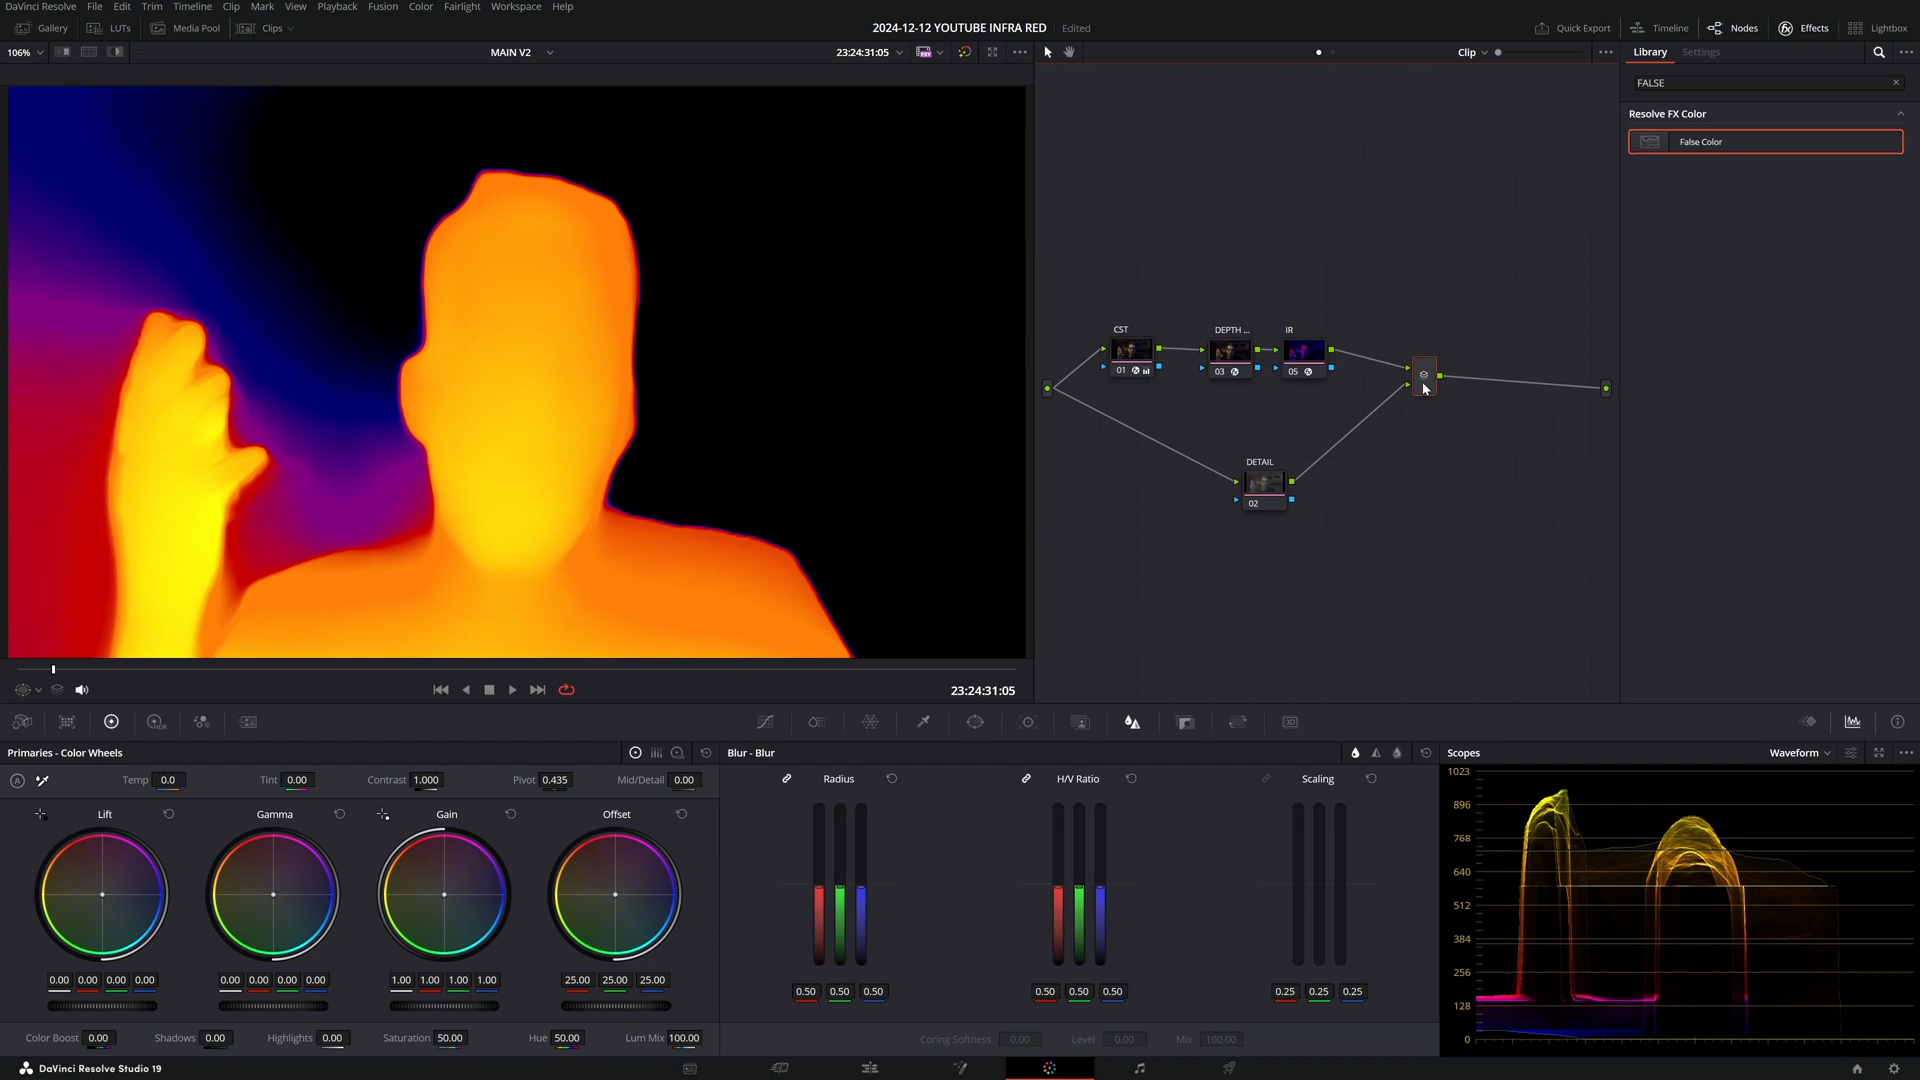 DaVinci Resolve File Edit Trim Timeline Clip Mark View Playback Fusion Color Fairlight Workspace Help
Gallery LUTs Media Pool Clips 2024-12-12 YOUTUBE INFRA RED Edited Quick Export Timeline Nodes Effects Lightbox
106% MAIN V2 23:24:31:05 Clip Library Settings
FALSE
Resolve FX Color
False Color
CST DEPTH ... IR
01 03 05
DETAIL
02
23:24:31:05
Primaries - Color Wheels Blur - Blur Scopes Waveform
Temp 0.0 Tint 0.00 Contrast 1.000 Pivot 0.435 Mid/Detail 0.00 Radius H/V Ratio Scaling
Lift Gamma Gain Offset
0.00 0.00 0.00 0.00 0.00 0.00 0.00 0.00 1.00 1.00 1.00 1.00 25.00 25.00 25.00
0.50 0.50 0.50 0.50 0.50 0.50 0.25 0.25 0.25
Color Boost 0.00 Shadows 0.00 Highlights 0.00 Saturation 50.00 Hue 50.00 Lum Mix 100.00 Coring Softness 0.00 Level 0.00 Mix 100.00
1023
896
768
640
512
384
256
128
0
DaVinci Resolve Studio 19